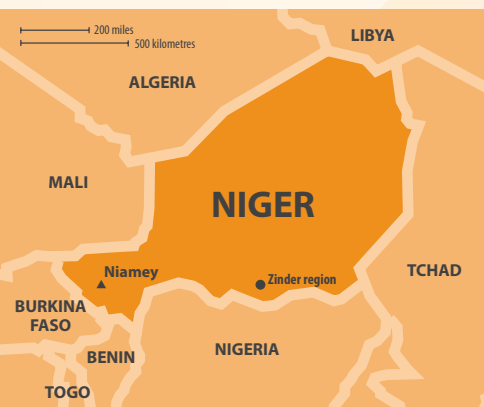 200 miles
500 kilometres
LIBYA
ALGERIA
MALI
NIGER
Niamey
Zinder region
TCHAD
BURKINA
FASO
NIGERIA
BENIN
TOGO